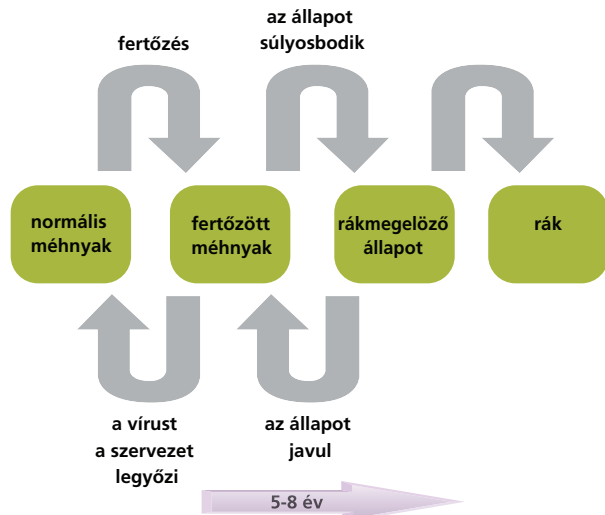 fertőzés
az állapot
súlyosbodik
normális
méhnyak
fertőzött
méhnyak
rákmegelöző
állapot
rák
a vírust
a szervezet
legyőzi
az állapot
javul
5-8 év